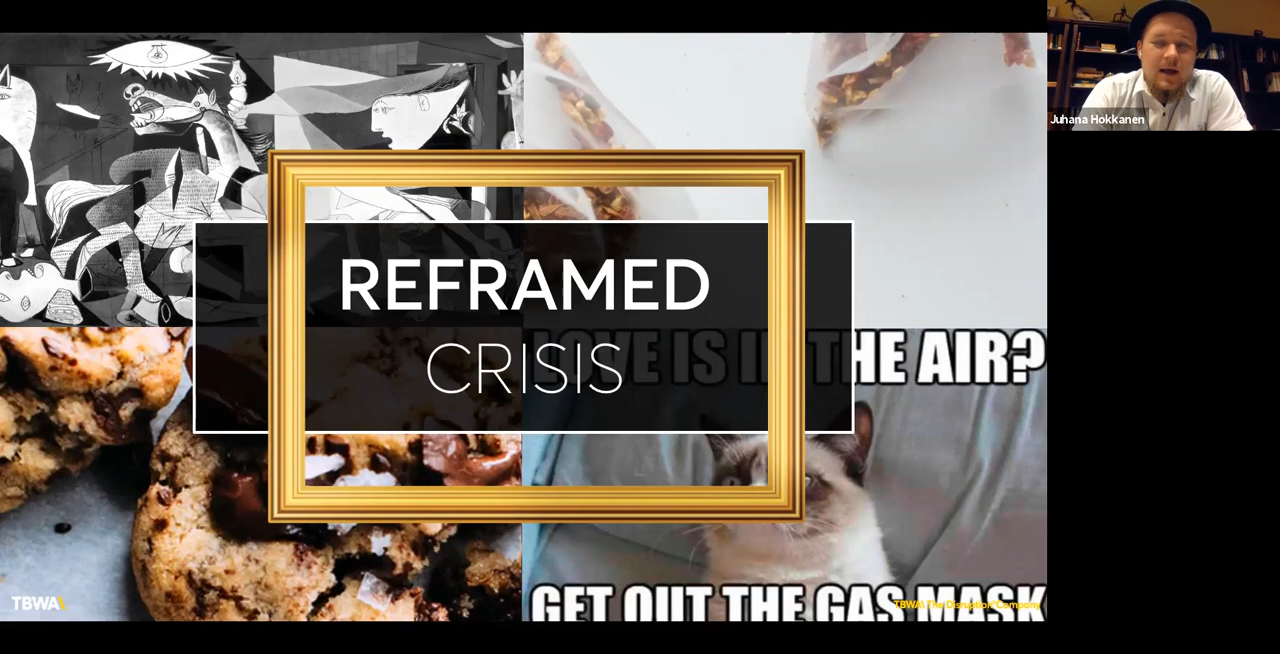 Juhana Hokkanen
REFRAMED
CRISIS
LOVE IS IN THE AIR?
GET OUT THE GAS MASK
TBWA\
TBWA\ The Disruption Company